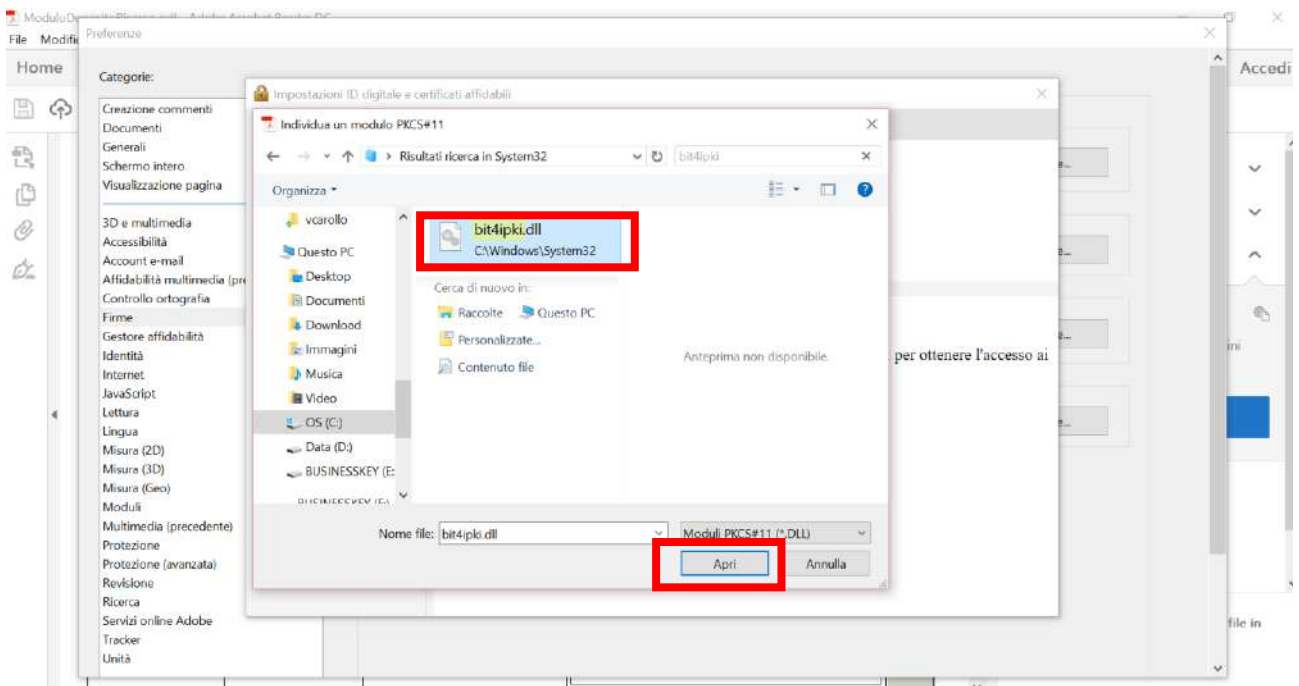 File Modific
Preferenze
Home
Accedi
Categorie:
Creazione commenti
Documenti
Generali
Schermo intero
Visualizzazione pagina
3D e multimedia
Accessibilità
Account e-mail
Affidabilità multimedia (pre
Controllo ortografia
Firme
Gestore affidabilità
Identità
Internet
JavaScript
Lettura
Lingua
Misura (2D)
Misura (3D)
Misura (Geo)
Moduli
Multimedia (precedente)
Protezione
Protezione (avanzata)
Revisione
Ricerca
Servizi online Adobe
Tracker
Unità
Impostazioni ID digitale e certificati affidabili
Individua un modulo PKCS#11
Risultati ricerca in System32
bit4ipki
Organizza
vcarollo
Questo PC
Desktop
Documenti
Download
Immagini
Musica
Video
OS (C:)
Data (D:)
BUSINESSKEY (E:
bit4ipki.dll
C:\Windows\System32
Cerca di nuovo in:
Raccolte Questo PC
Personalizzate...
Contenuto file
Anteprima non disponibile.
Nome file: bit4ipki.dll
Moduli PKCS#11 (*.DLL)
Apri Annulla
per ottenere l'accesso ai
file in